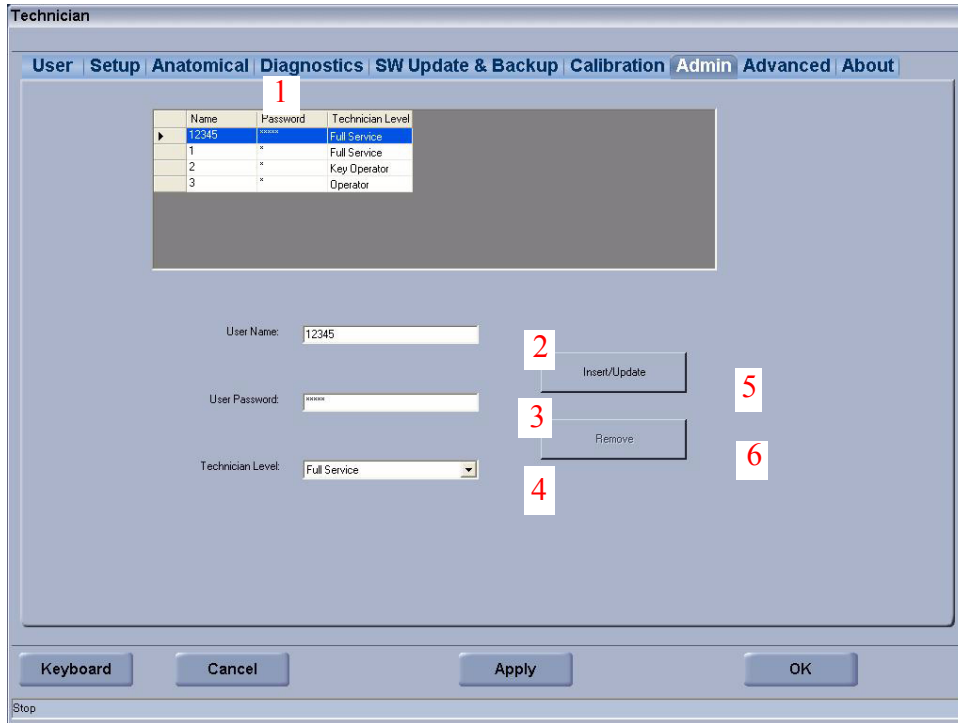 Technician
User Setup Anatomical Diagnostics SW Update & Backup Calibration Admin Advanced About
1
Name Password Technician Level
12345 ***** Full Service
1 * Full Service
2 * Key Operator
3 * Operator
User Name: 12345
2
Insert/Update
5
User Password: *****
3
Remove
6
Technician Level: Full Service
4
Keyboard Cancel Apply OK
Stop